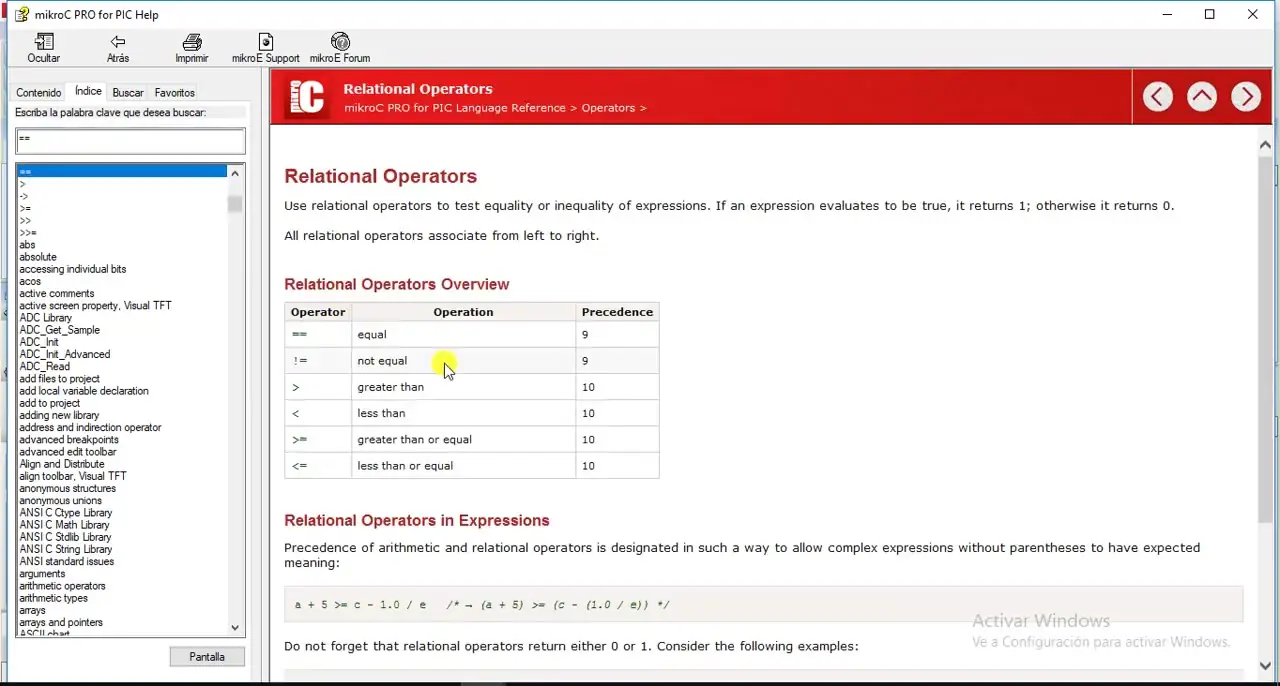 mikroC PRO for PIC Help
Ocultar
Atrás
Imprimir
mikroE Support
mikroE Forum
Contenido
Índice
Buscar
Favoritos
Escriba la palabra clave que desea buscar:
==
==
>
->
>=
>>
>>=
abs
absolute
accessing individual bits
acos
active comments
active screen property, Visual TFT
ADC Library
ADC_Get_Sample
ADC_Init
ADC_Init_Advanced
ADC_Read
add files to project
add local variable declaration
add to project
adding new library
address and indirection operator
advanced breakpoints
advanced edit toolbar
Align and Distribute
align toolbar, Visual TFT
anonymous structures
anonymous unions
ANSI C Ctype Library
ANSI C Math Library
ANSI C Stdlib Library
ANSI C String Library
ANSI standard issues
arguments
arithmetic operators
arithmetic types
arrays
arrays and pointers
ASCII chart
Pantalla
mikro C
Relational Operators
mikroC PRO for PIC Language Reference > Operators >
Relational Operators
Use relational operators to test equality or inequality of expressions. If an expression evaluates to be true, it returns 1; otherwise it returns 0.
All relational operators associate from left to right.
Relational Operators Overview
Operator Operation Precedence
== equal 9
!= not equal 9
> greater than 10
< less than 10
>= greater than or equal 10
<= less than or equal 10
Relational Operators in Expressions
Precedence of arithmetic and relational operators is designated in such a way to allow complex expressions without parentheses to have expected
meaning:
a + 5 >= c - 1.0 / e /* → (a + 5) >= (c - (1.0 / e)) */
Do not forget that relational operators return either 0 or 1. Consider the following examples:
Activar Windows
Ve a Configuración para activar Windows.